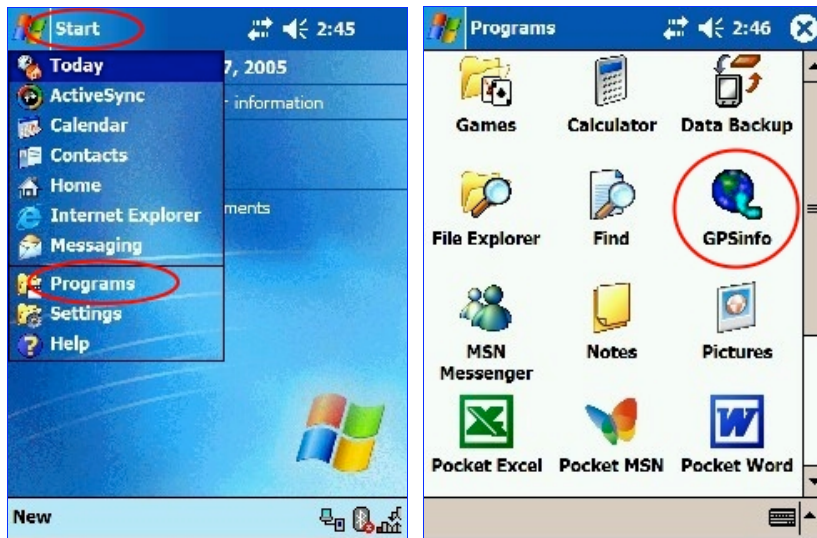 Start 2:45
Today
7, 2005
ActiveSync
r information
Calendar
Contacts
Home
Internet Explorer
ments
Messaging
Programs
Settings
Help
New
Programs 2:46
Games Calculator Data Backup
File Explorer Find GPSinfo
MSN Messenger Notes Pictures
Pocket Excel Pocket MSN Pocket Word